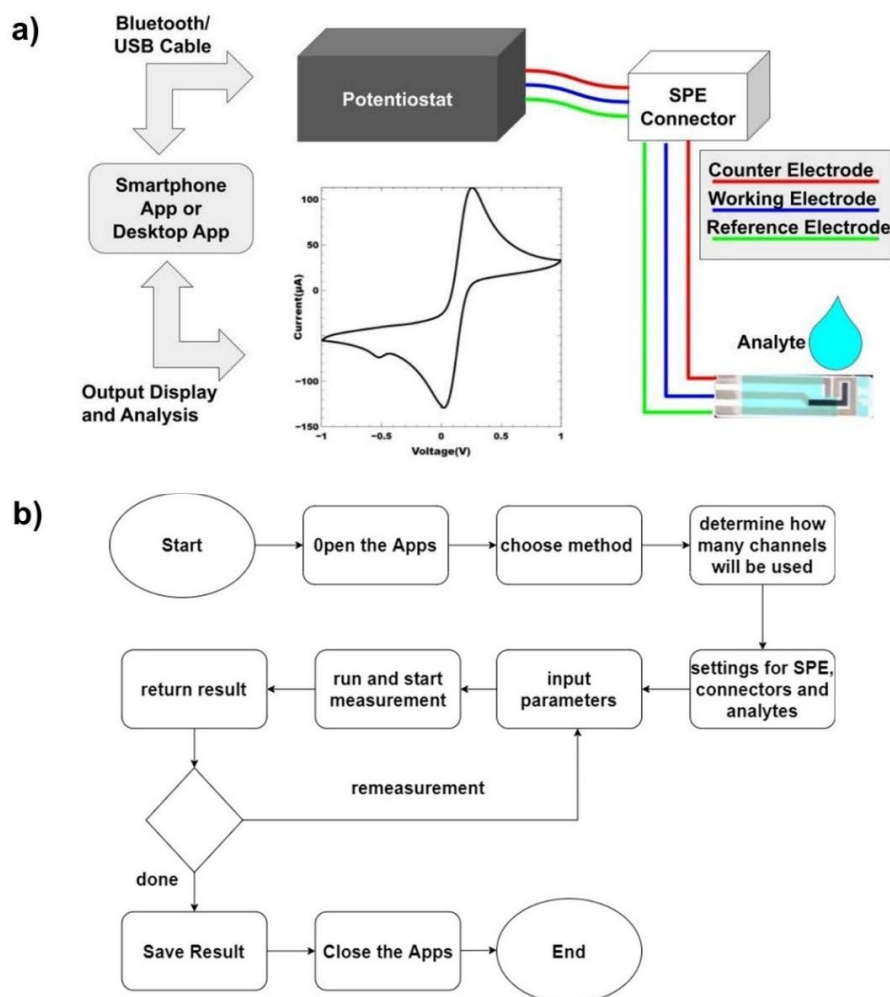 a)
Bluetooth/
USB Cable
Potentiostat
SPE
Connector
Smartphone
App or
Desktop App
Counter Electrode
Working Electrode
Reference Electrode
Analyte
Output Display
and Analysis
100
50
0
−50
−100
−150
Current(µA)
−1
−0.5
0
0.5
1
Voltage(V)
b)
Start
0pen the Apps
choose method
determine how
many channels
will be used
settings for SPE,
connectors and
analytes
input
parameters
run and start
measurement
return result
remeasurement
done
Save Result
Close the Apps
End